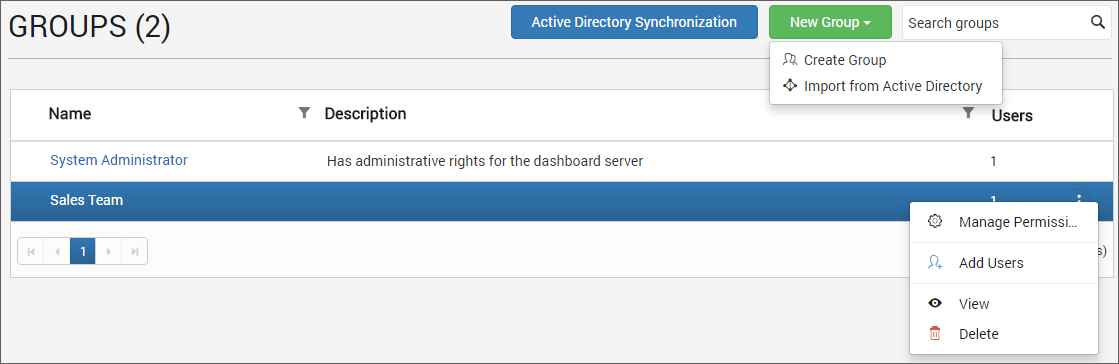 GROUPS (2)
Active Directory Synchronization
New Group
Search groups
Create Group
Import from Active Directory
Name
Description
Users
System Administrator
Has administrative rights for the dashboard server
1
Sales Team
1
Manage Permissi...
1
s)
Add Users
View
Delete